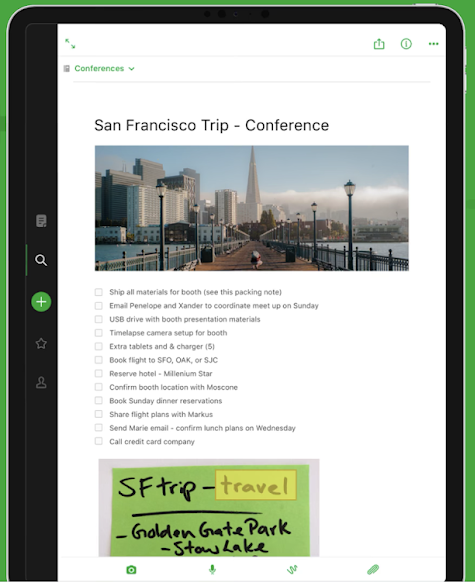 Conferences
San Francisco Trip - Conference
Ship all materials for booth (see this packing note)
Email Penelope and Xander to coordinate meet up on Sunday
USB drive with booth presentation materials
Timelapse camera setup for booth
Extra tablets and & charger (5)
Book flight to SFO, OAK, or SJC
Reserve hotel - Millenium Star
Confirm booth location with Moscone
Book Sunday dinner reservations
Share flight plans with Markus
Send Marie email - confirm lunch plans on Wednesday
Call credit card company
SF trip - travel
- Golden Gate Park
- Stow Lake